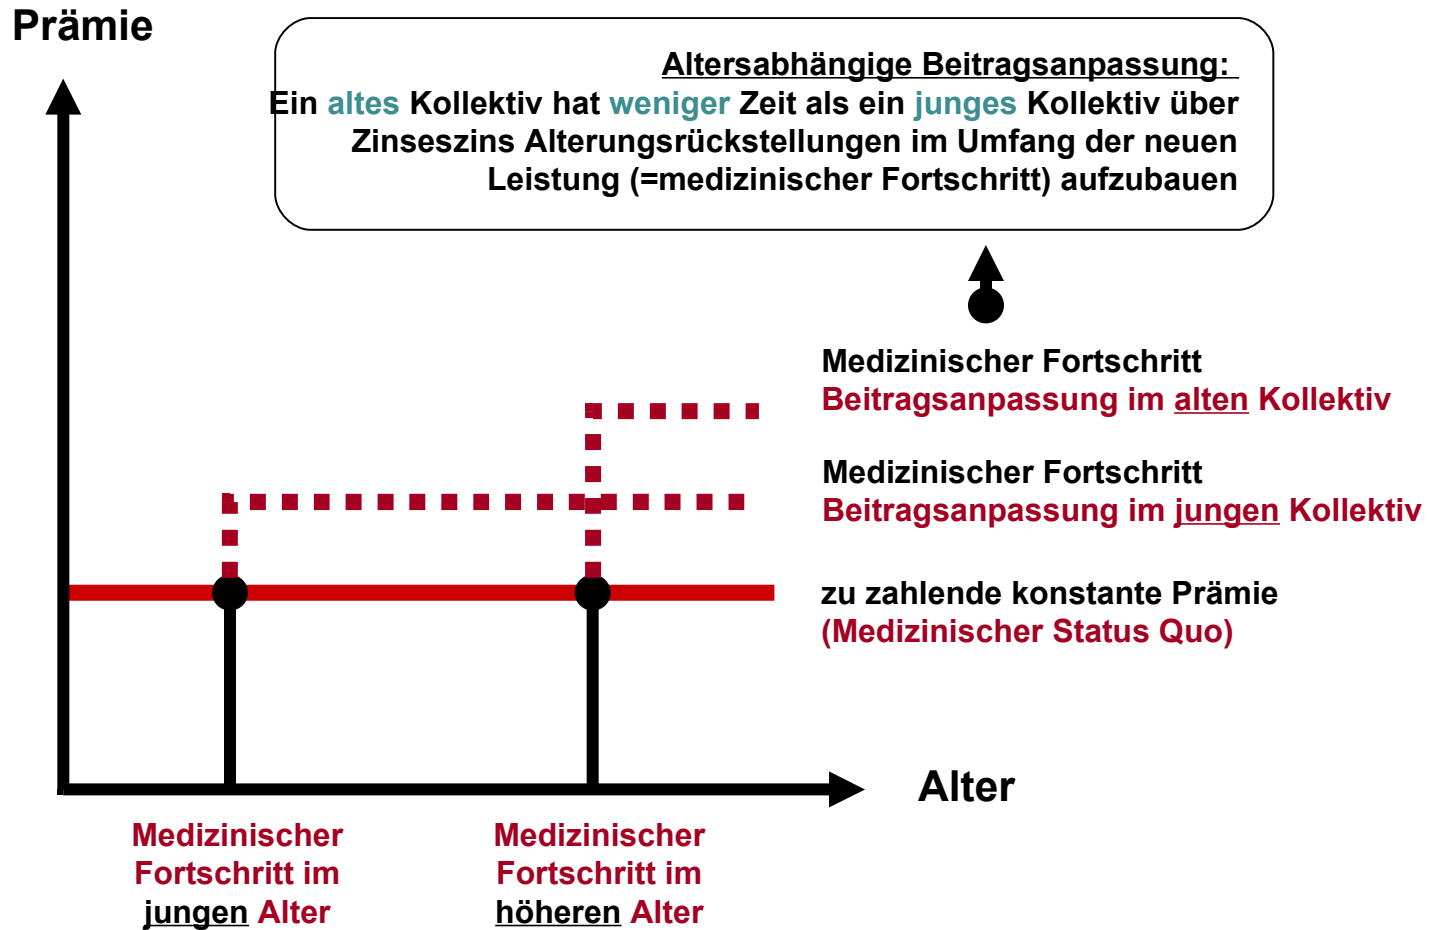 Prämie
Altersabhängige Beitragsanpassung:
Ein altes Kollektiv hat weniger Zeit als ein junges Kollektiv über
Zinseszins Alterungsrückstellungen im Umfang der neuen
Leistung (=medizinischer Fortschritt) aufzubauen
Medizinischer Fortschritt
Beitragsanpassung im alten Kollektiv
Medizinischer Fortschritt
Beitragsanpassung im jungen Kollektiv
zu zahlende konstante Prämie
(Medizinischer Status Quo)
Alter
Medizinischer
Fortschritt im
jungen Alter
Medizinischer
Fortschritt im
höheren Alter